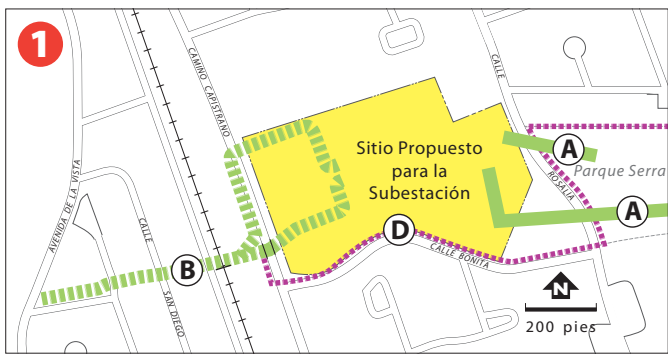 1
CAMINO CAPISTRANO
CALLE
ROSALIA
Sitio Propuesto
para la
Subestación
A
Parque Serra
A
AVENIDA DE LA VISTA
CALLE
SAN DIEGO
B
D
CALLE BONITA
N
200 pies